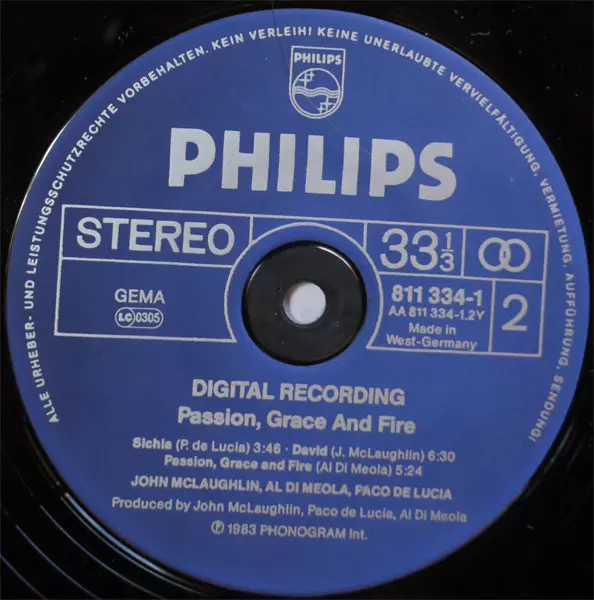 ALLE URHEBER- UND LEISTUNGSSCHUTZRECHTE VORBEHALTEN. KEIN VERLEIH! KEINE UNERLAUBTE VERVIELFÄLTIGUNG, VERMIETUNG, AUFFÜHRUNG, SENDUNG!
PHILIPS
PHILIPS
STEREO
33 1/3
GEMA
LC 0305
811 334-1
AA 811 334-1.2Y
Made in
West-Germany
2
DIGITAL RECORDING
Passion, Grace And Fire
Sichia (P. de Lucia) 3:46 · David (J. McLaughlin) 6:30
Passion, Grace and Fire (Al Di Meola) 5:24
JOHN MCLAUGHLIN, AL DI MEOLA, PACO DE LUCIA
Produced by John McLaughlin, Paco de Lucia, Al Di Meola
℗ 1983 PHONOGRAM Int.